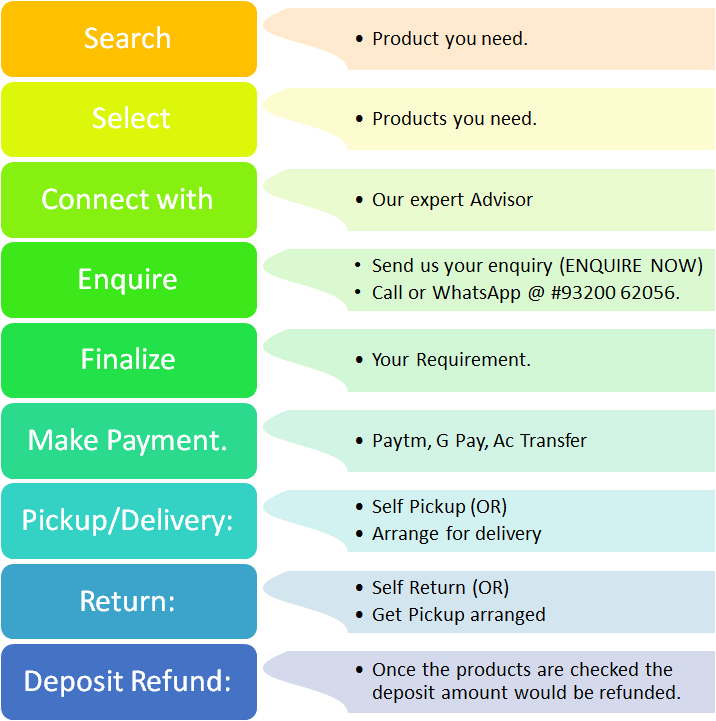 Search
• Product you need.
Select
• Products you need.
Connect with
• Our expert Advisor
Enquire
• Send us your enquiry (ENQUIRE NOW)
• Call or WhatsApp @ #93200 62056.
Finalize
• Your Requirement.
Make Payment.
• Paytm, G Pay, Ac Transfer
Pickup/Delivery:
• Self Pickup (OR)
• Arrange for delivery
Return:
• Self Return (OR)
• Get Pickup arranged
Deposit Refund:
• Once the products are checked the
deposit amount would be refunded.